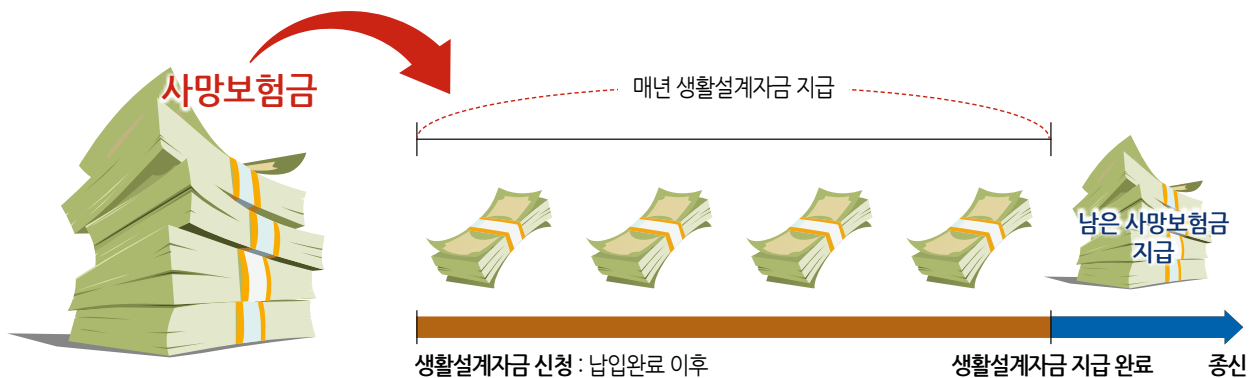 사망보험금
매년 생활설계자금 지급
남은 사망보험금
지급
생활설계자금 신청 : 납입완료 이후
생활설계자금 지급 완료
종신